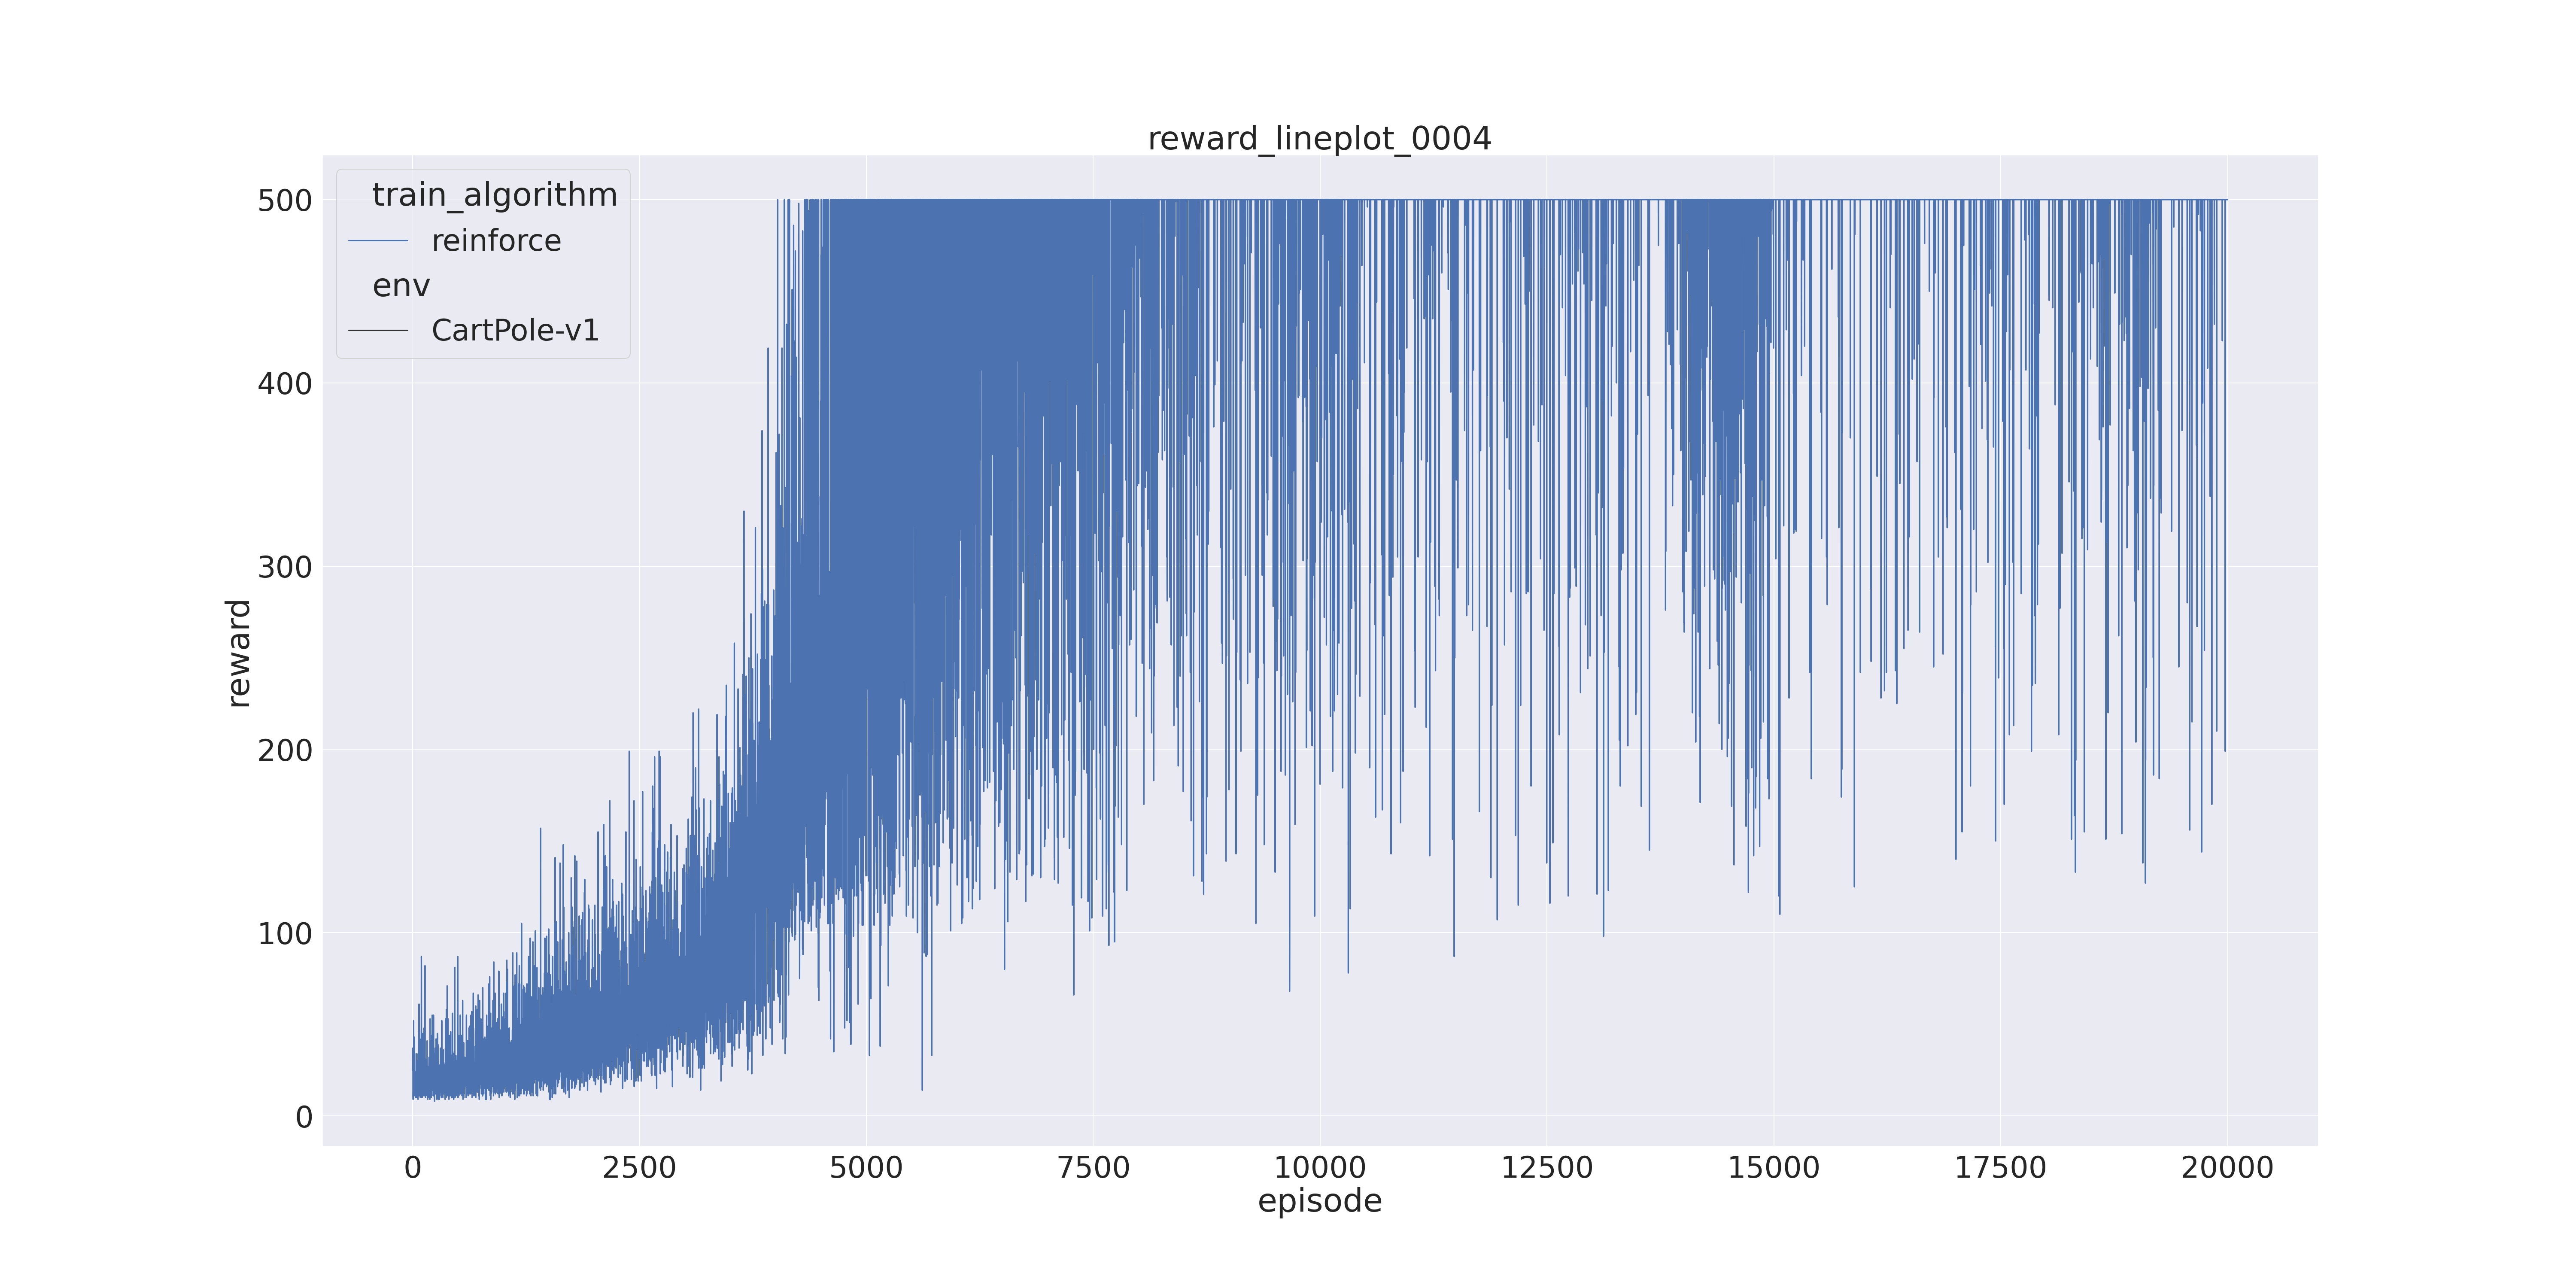 reward_lineplot_0004
train_algorithm
reinforce
env
CartPole-v1
500
400
300
200
100
0
reward
0 2500 5000 7500 10000 12500 15000 17500 20000
episode